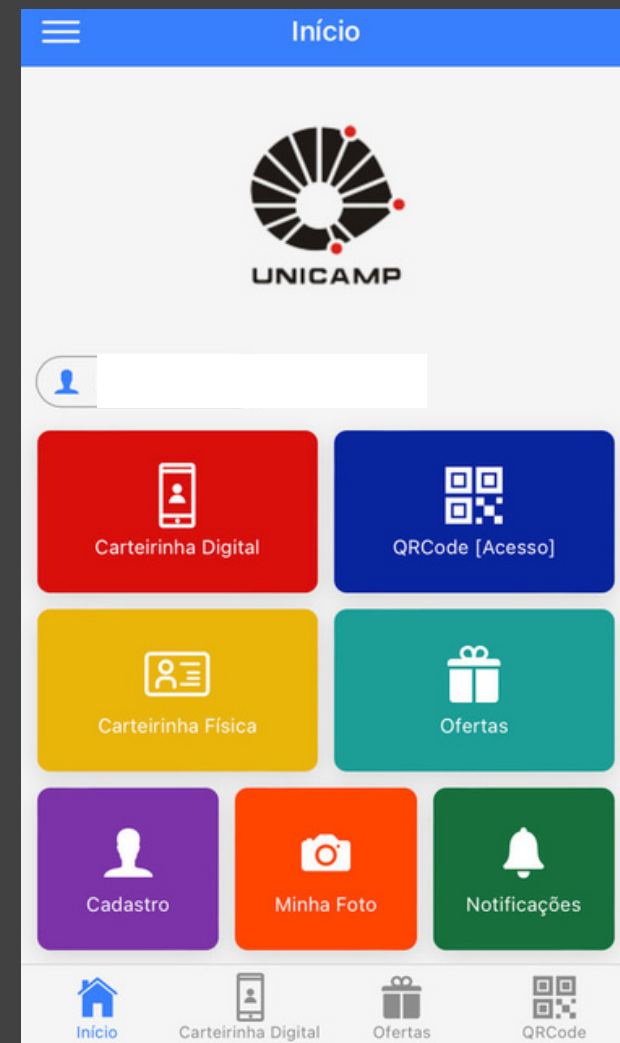 Início
UNICAMP
Carteirinha Digital
QRCode [Acesso]
Carteirinha Física
Ofertas
Cadastro
Minha Foto
Notificações
Início
Carteirinha Digital
Ofertas
QRCode